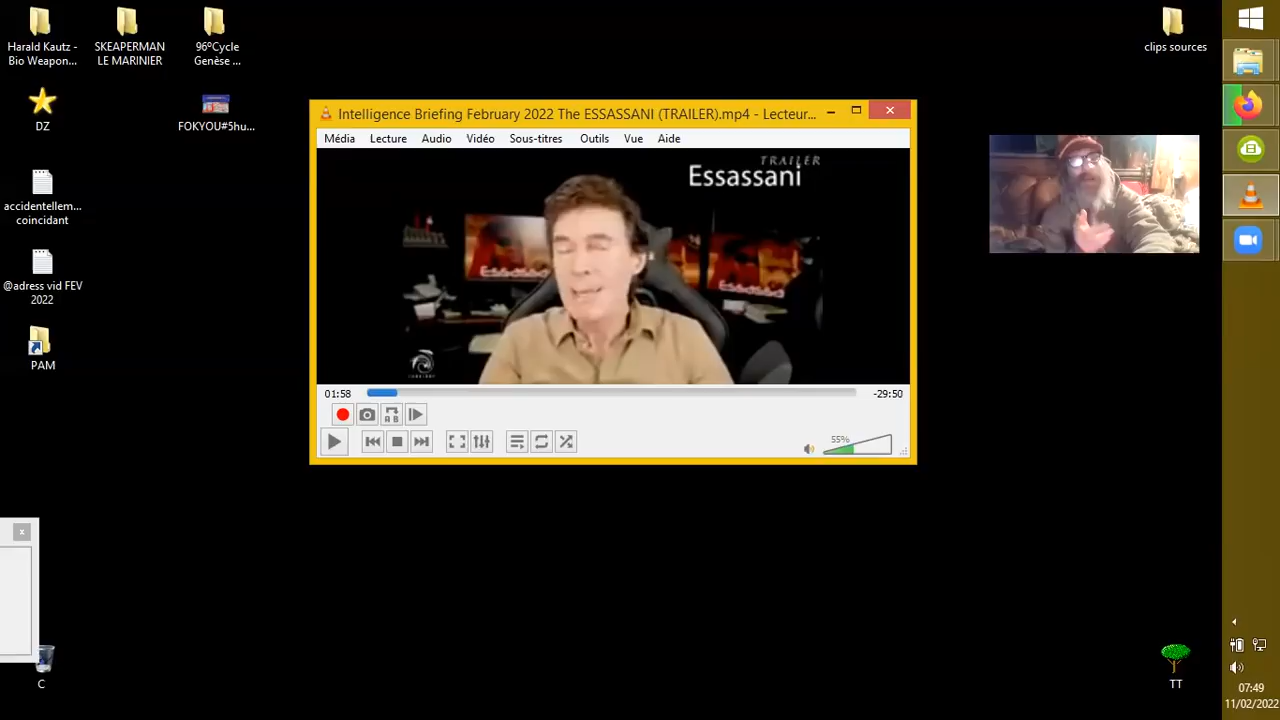 Harald Kautz -
Bio Weapon...
SKEAPERMAN
LE MARINIER
96°Cycle
Genèse ...
clips sources
DZ
FOKYOU#5hu...
accidentellem...
coincidant
@adress vid FEV
2022
PAM
C
Intelligence Briefing February 2022 The ESSASSANI (TRAILER).mp4 - Lecteur...
Média Lecture Audio Vidéo Sous-titres Outils Vue Aide
TRAILER
Essassani
01:58
-29:50
55%
TT
07:49
11/02/2022